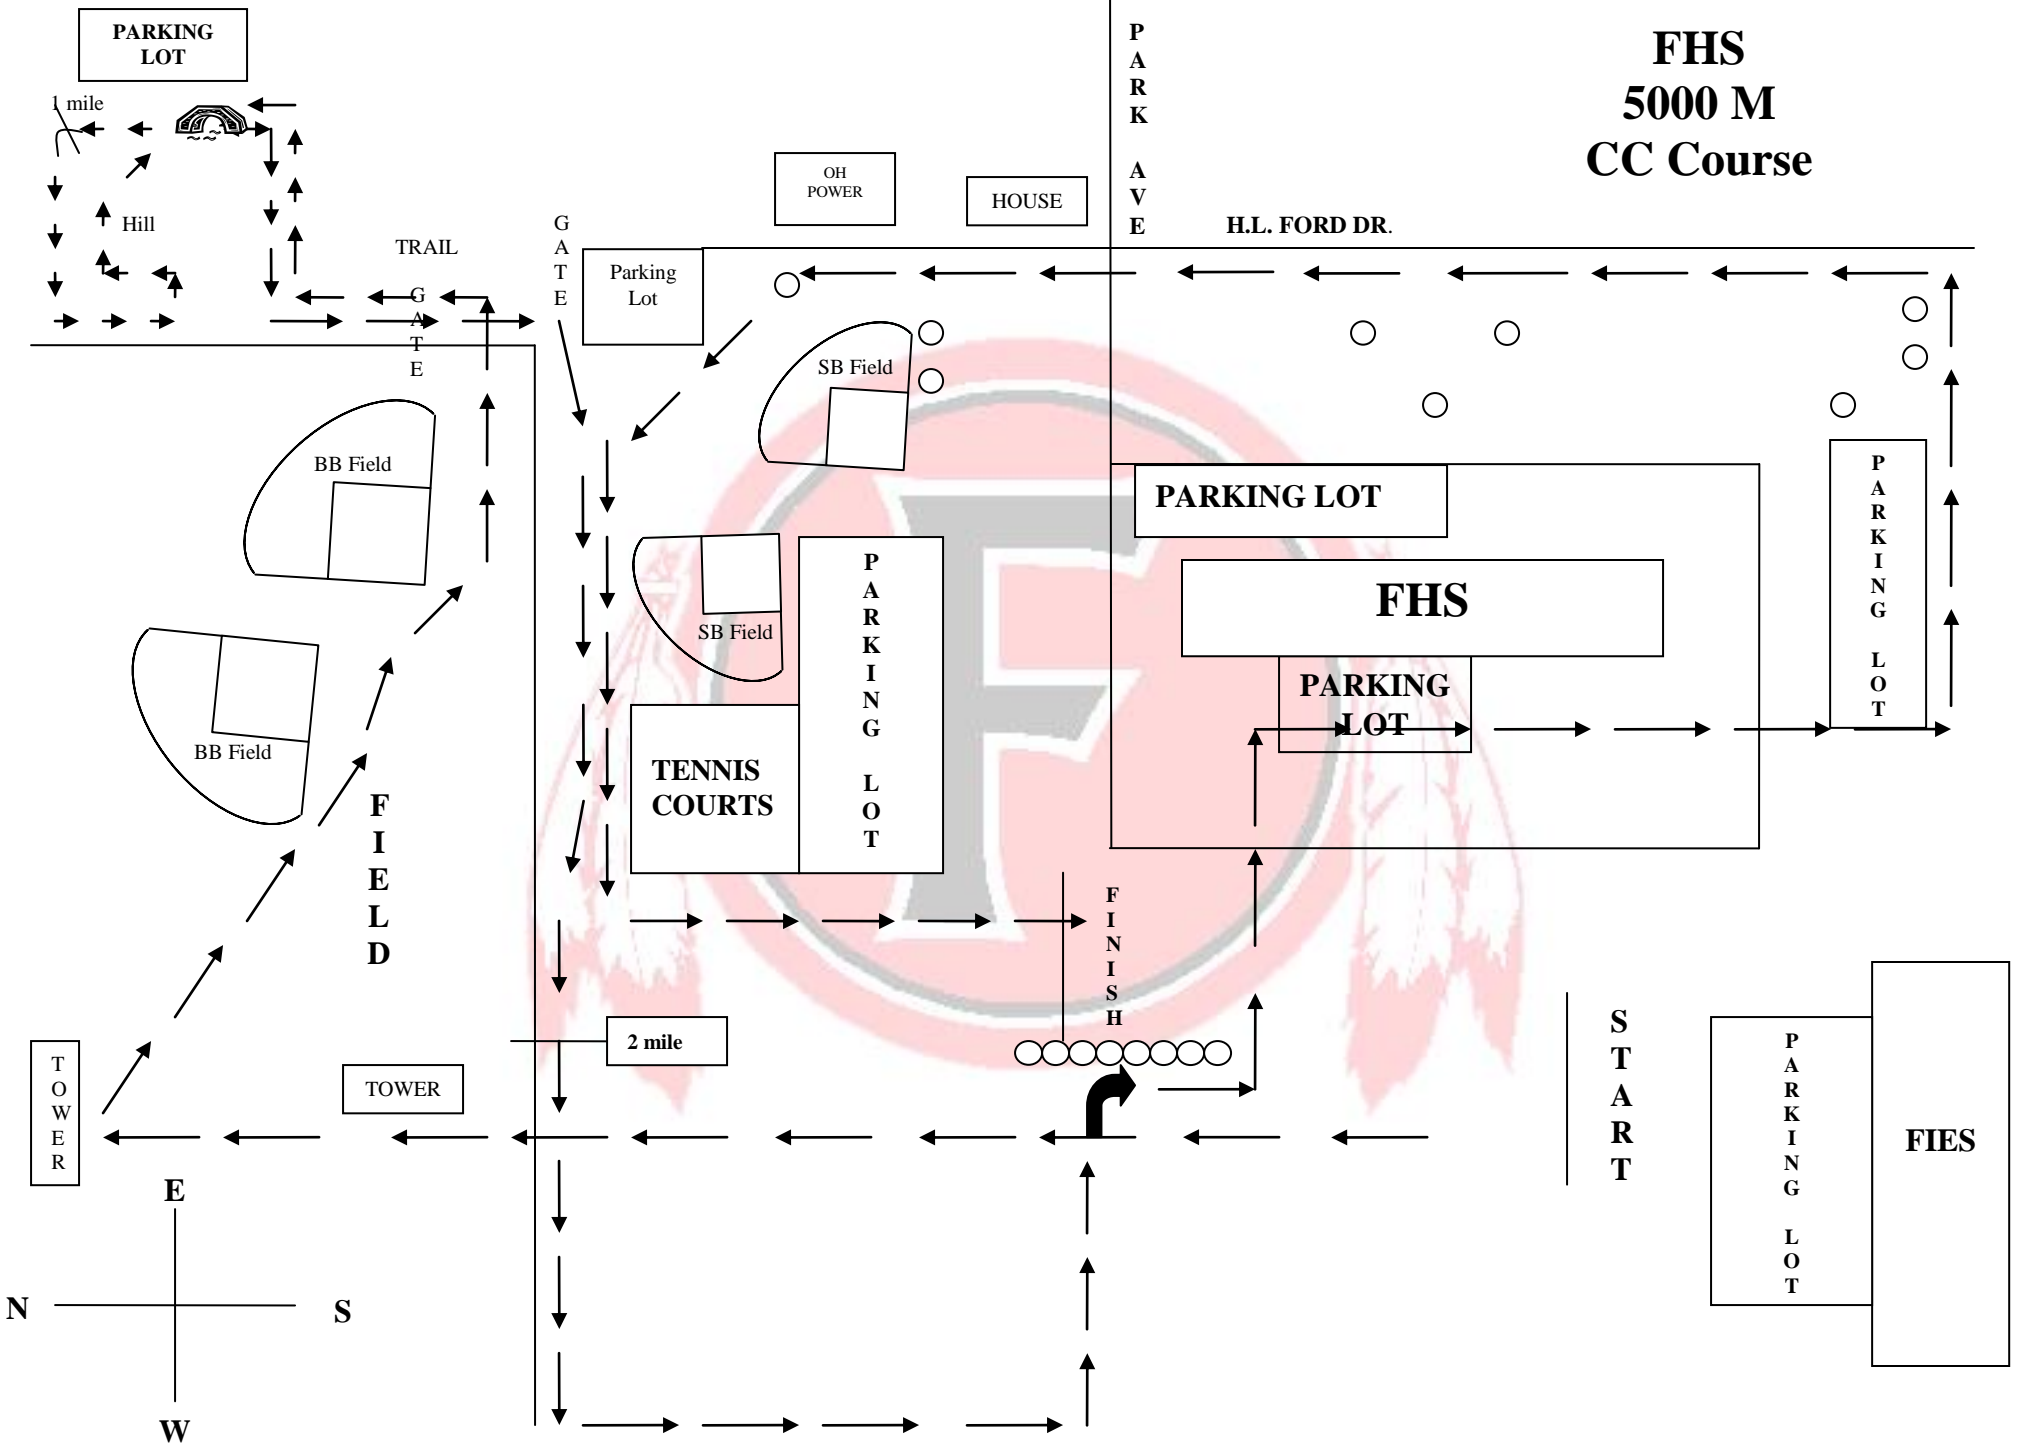 PARKING
LOT
PARK AVE
FHS
5000 M
CC Course
1 mile
OH
POWER
HOUSE
H.L. FORD DR.
Hill
TRAIL
GATE
GATE
Parking
Lot
SB Field
BB Field
PARKING LOT
PARKING LOT
FHS
PARKING LOT
SB Field
PARKING
LOT
BB Field
TENNIS
COURTS
FIELD
FINISH
START
2 mile
TOWER
TOWER
PARKING LOT
FIES
E
N
S
W
F